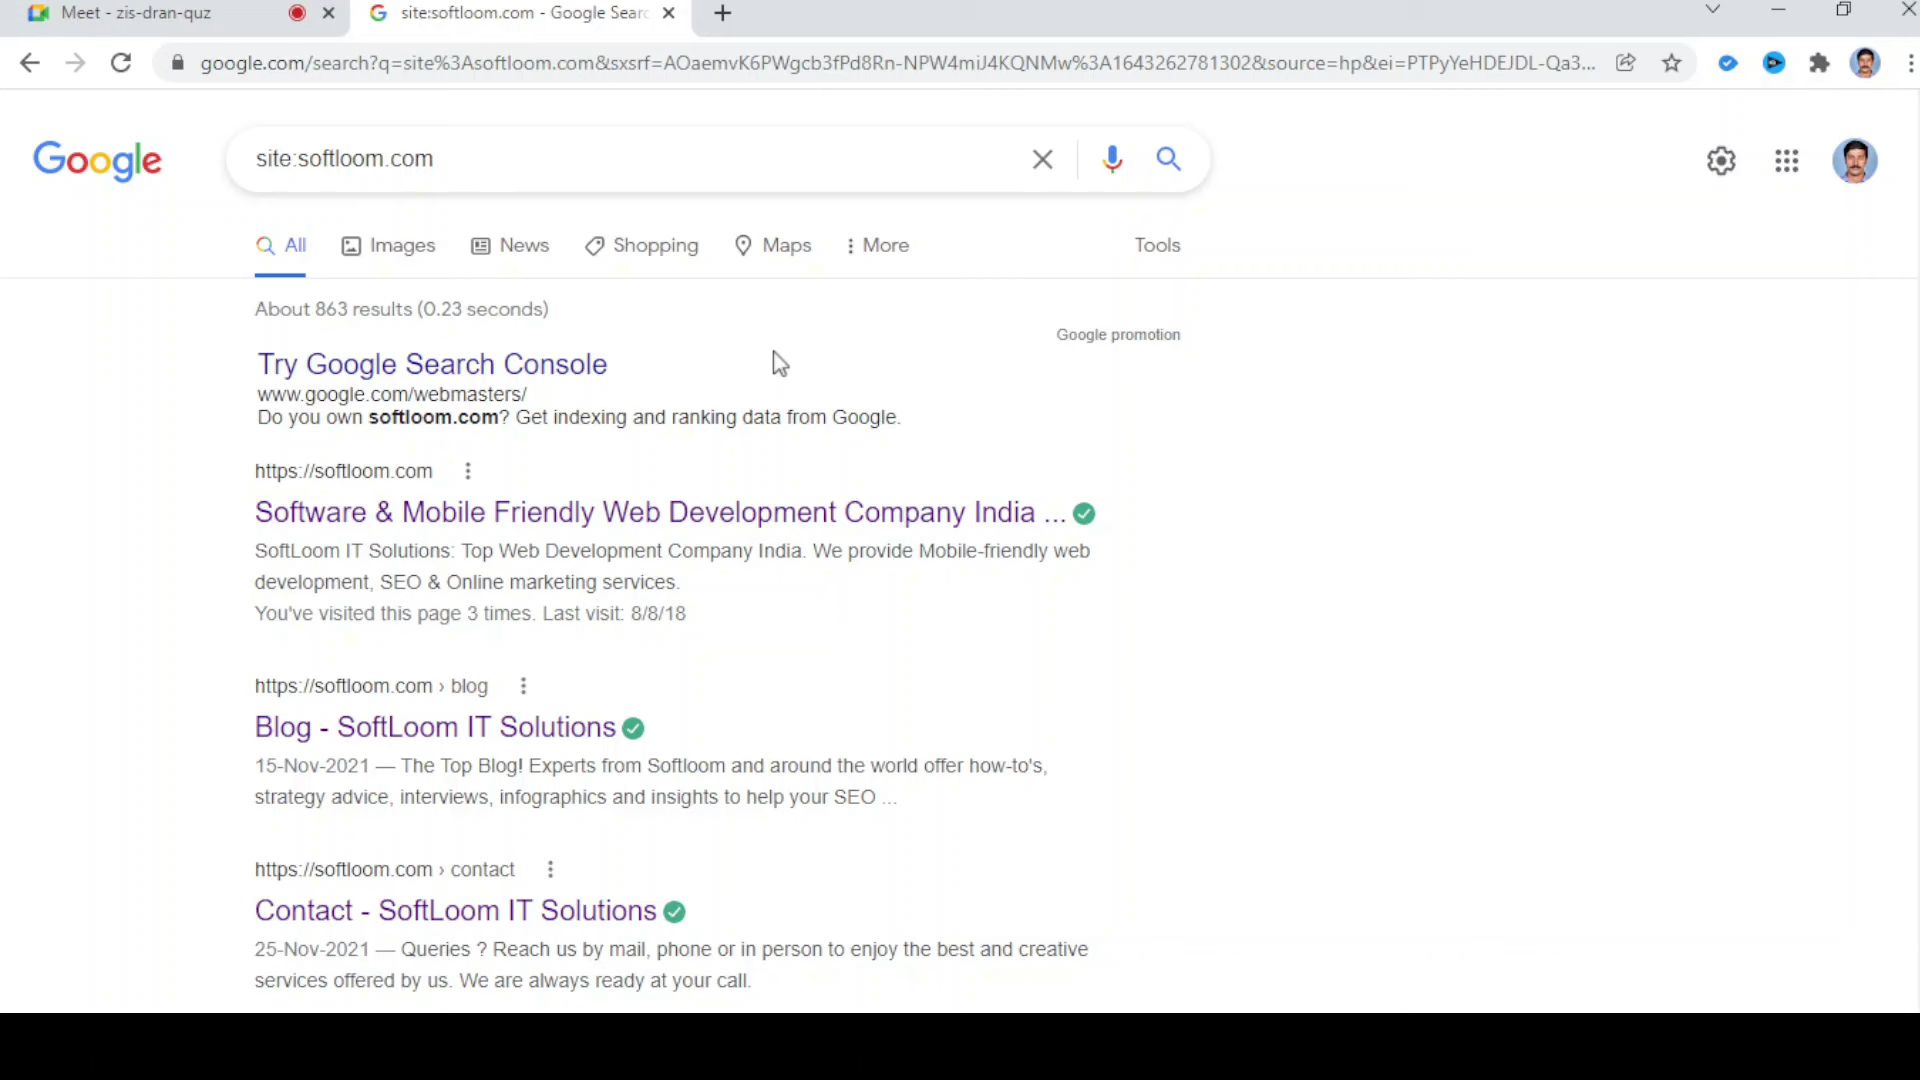 Meet - zis-dran-quz
site:softloom.com - Google Sear
google.com/search?q=site%3Asoftloom.com&sxsrf=AOaemvK6PWgcb3fPd8Rn-NPW4miJ4KQNMw%3A1643262781302&source=hp&ei=PTPyYeHDEJDL-Qa3...
Google
site:softloom.com
All Images News Shopping Maps More Tools
About 863 results (0.23 seconds)
Google promotion
Try Google Search Console
www.google.com/webmasters/
Do you own softloom.com? Get indexing and ranking data from Google.
https://softloom.com
Software & Mobile Friendly Web Development Company India ...
SoftLoom IT Solutions: Top Web Development Company India. We provide Mobile-friendly web
development, SEO & Online marketing services.
You've visited this page 3 times. Last visit: 8/8/18
https://softloom.com › blog
Blog - SoftLoom IT Solutions
15-Nov-2021 — The Top Blog! Experts from Softloom and around the world offer how-to's,
strategy advice, interviews, infographics and insights to help your SEO ...
https://softloom.com › contact
Contact - SoftLoom IT Solutions
25-Nov-2021 — Queries ? Reach us by mail, phone or in person to enjoy the best and creative
services offered by us. We are always ready at your call.